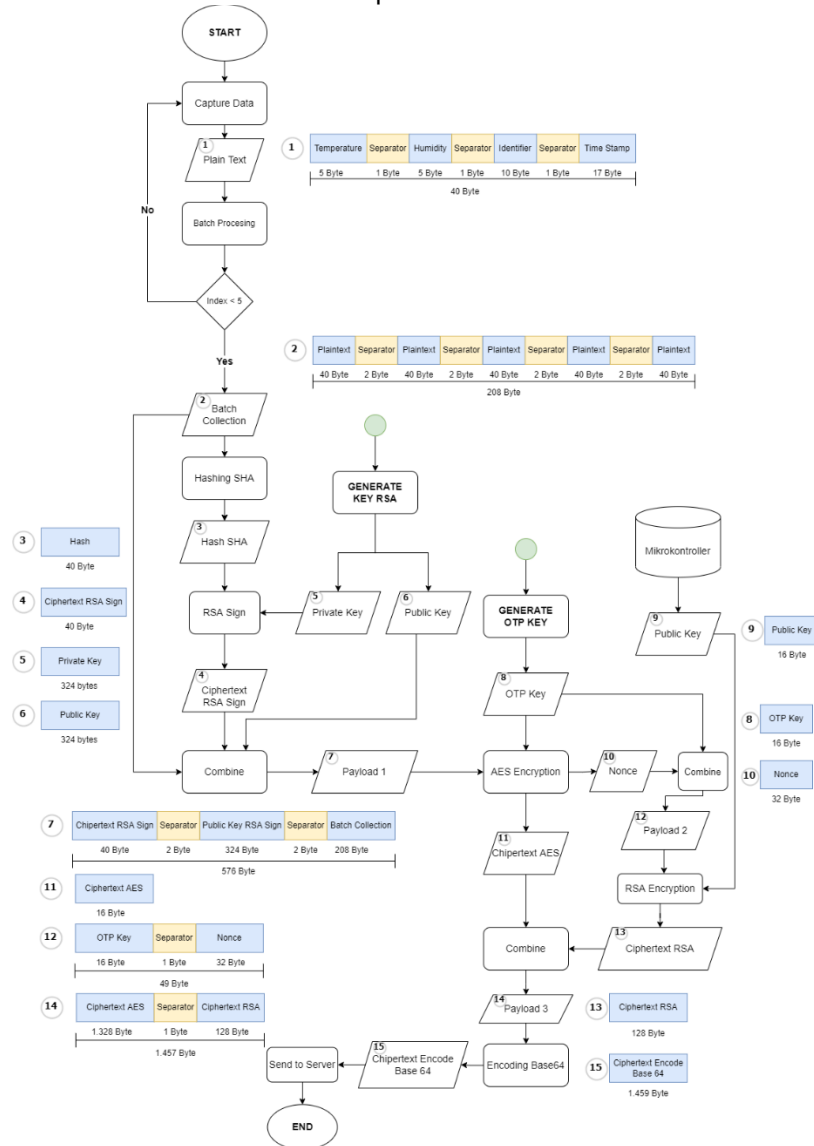 START
Capture Data
1
Plain Text
1
Temperature Separator Humidity Separator Identifier Separator Time Stamp
5 Byte 1 Byte 5 Byte 1 Byte 10 Byte 1 Byte 17 Byte
40 Byte
No
Batch Procesing
Index < 5
Yes
2
Plaintext Separator Plaintext Separator Plaintext Separator Plaintext Separator Plaintext
40 Byte 2 Byte 40 Byte 2 Byte 40 Byte 2 Byte 40 Byte 2 Byte 40 Byte
208 Byte
2
Batch
Collection
Hashing SHA
GENERATE
KEY RSA
3
Hash SHA
3
Hash
40 Byte
Mikrokontroller
4
Ciphertext RSA Sign
40 Byte
RSA Sign
5
Private Key
6
Public Key
GENERATE
OTP KEY
9
Public Key
9
Public Key
16 Byte
5
Private Key
324 bytes
4
Ciphertext
RSA Sign
8
OTP Key
6
Public Key
324 bytes
8
OTP Key
16 Byte
Combine
7
Payload 1
AES Encryption
10
Nonce
Combine
10
Nonce
32 Byte
7
Chipertext RSA Sign Separator Public Key RSA Sign Separator Batch Collection
40 Byte 2 Byte 324 Byte 2 Byte 208 Byte
576 Byte
11
Chipertext AES
12
Payload 2
11
Ciphertext AES
16 Byte
RSA Encryption
12
OTP Key Separator Nonce
16 Byte 1 Byte 32 Byte
49 Byte
Combine
13
Ciphertext RSA
14
Ciphertext AES Separator Ciphertext RSA
1.328 Byte 1 Byte 128 Byte
1.457 Byte
14
Payload 3
13
Ciphertext RSA
128 Byte
Send to Server
15
Chipertext Encode
Base 64
Encoding Base64
15
Ciphertext Encode
Base 64
1.459 Byte
END